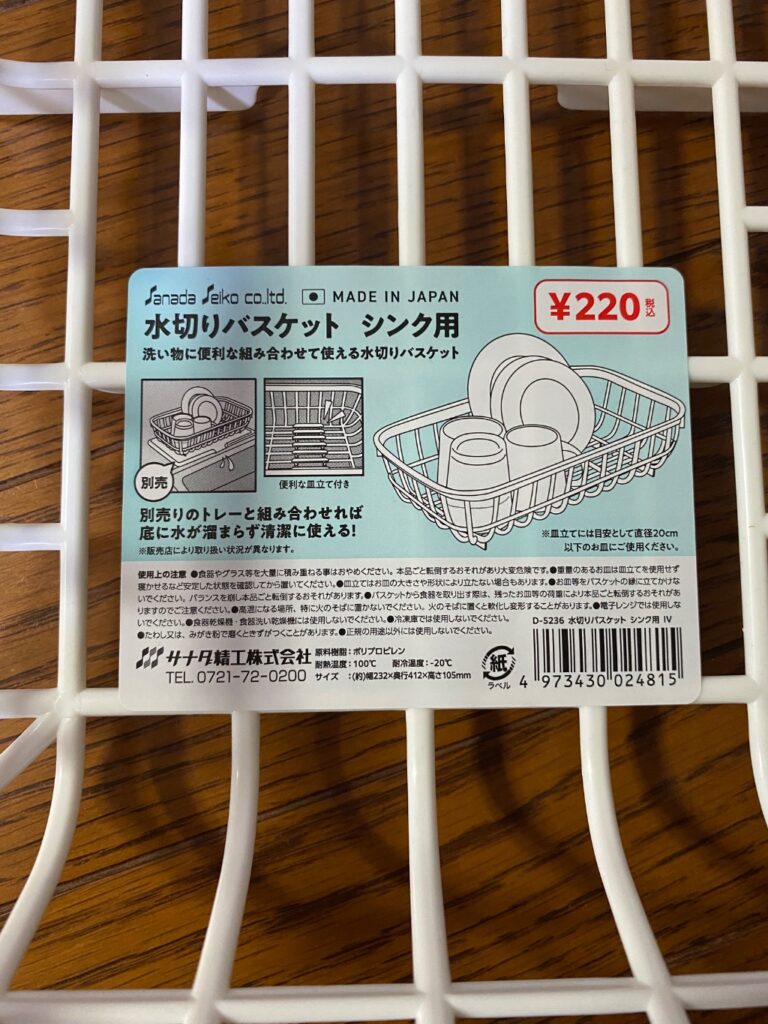 Sanada Seiko co.,ltd. MADE IN JAPAN
¥220 税込
水切りバスケット シンク用
洗い物に便利な組み合わせて使える水切りバスケット
別売
便利な皿立て付き
別売りのトレーと組み合わせれば
底に水が溜まらず清潔に使える!
※販売店により取り扱い状況が異なります。
※皿立てには目安として直径20cm
以下のお皿にご使用ください。
使用上の注意 ●食器やグラス等を大量に積み重ねる事はおやめください。本品ごと転倒するおそれがあり大変危険です。●重量のあるお皿は皿立てを使用せず
寝かせるなど安定した状態を確認してから置いてください。●皿立てはお皿の大きさや形状により立たない場合もあります。●お皿等をバスケットの縁に立てかけな
いでください。バランスを崩し本品ごと転倒するおそれがあります。●バスケットから食器を取り出す際は、残ったお皿等の荷重により本品ごと転倒するおそれがあ
りますのでご注意ください。●高温になる場所、特に火のそばに置かないでください。火のそばに置くと軟化し変形することがあります。●電子レンジでは使用しな
いでください。●食器乾燥機・食器洗い乾燥機には使用しないでください。●冷凍庫では使用しないでください。
●たわし又は、みがき粉で磨くときずがつくことがあります。●正規の用途以外には使用しないでください。
D-5236 水切りバスケット シンク用 IV
サナダ精工株式会社
TEL. 0721-72-0200
原料樹脂:ポリプロピレン
耐熱温度:100℃ 耐冷温度:-20℃
サイズ :(約)幅232×奥行412×高さ105mm
紙
ラベル
4 973430 024815